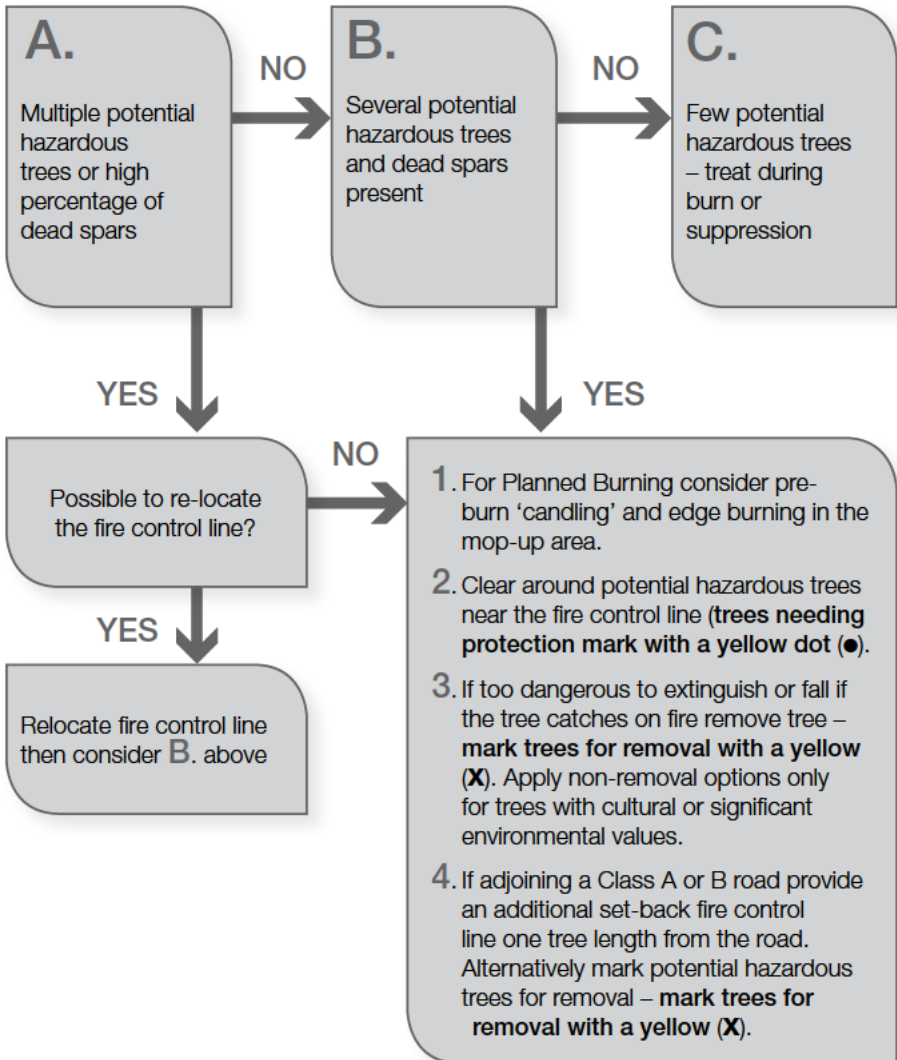 A.
Multiple potential
hazardous
trees or high
percentage of
dead spars
NO
B.
Several potential
hazardous trees
and dead spars
present
NO
C.
Few potential
hazardous trees
– treat during
burn or
suppression
YES
YES
Possible to re-locate
the fire control line?
NO
YES
Relocate fire control line
then consider B. above
1. For Planned Burning consider pre-
burn ‘candling’ and edge burning in the
mop-up area.
2. Clear around potential hazardous trees
near the fire control line (trees needing
protection mark with a yellow dot (●).
3. If too dangerous to extinguish or fall if
the tree catches on fire remove tree –
mark trees for removal with a yellow
(X). Apply non-removal options only
for trees with cultural or significant
environmental values.
4. If adjoining a Class A or B road provide
an additional set-back fire control
line one tree length from the road.
Alternatively mark potential hazardous
trees for removal – mark trees for
removal with a yellow (X).